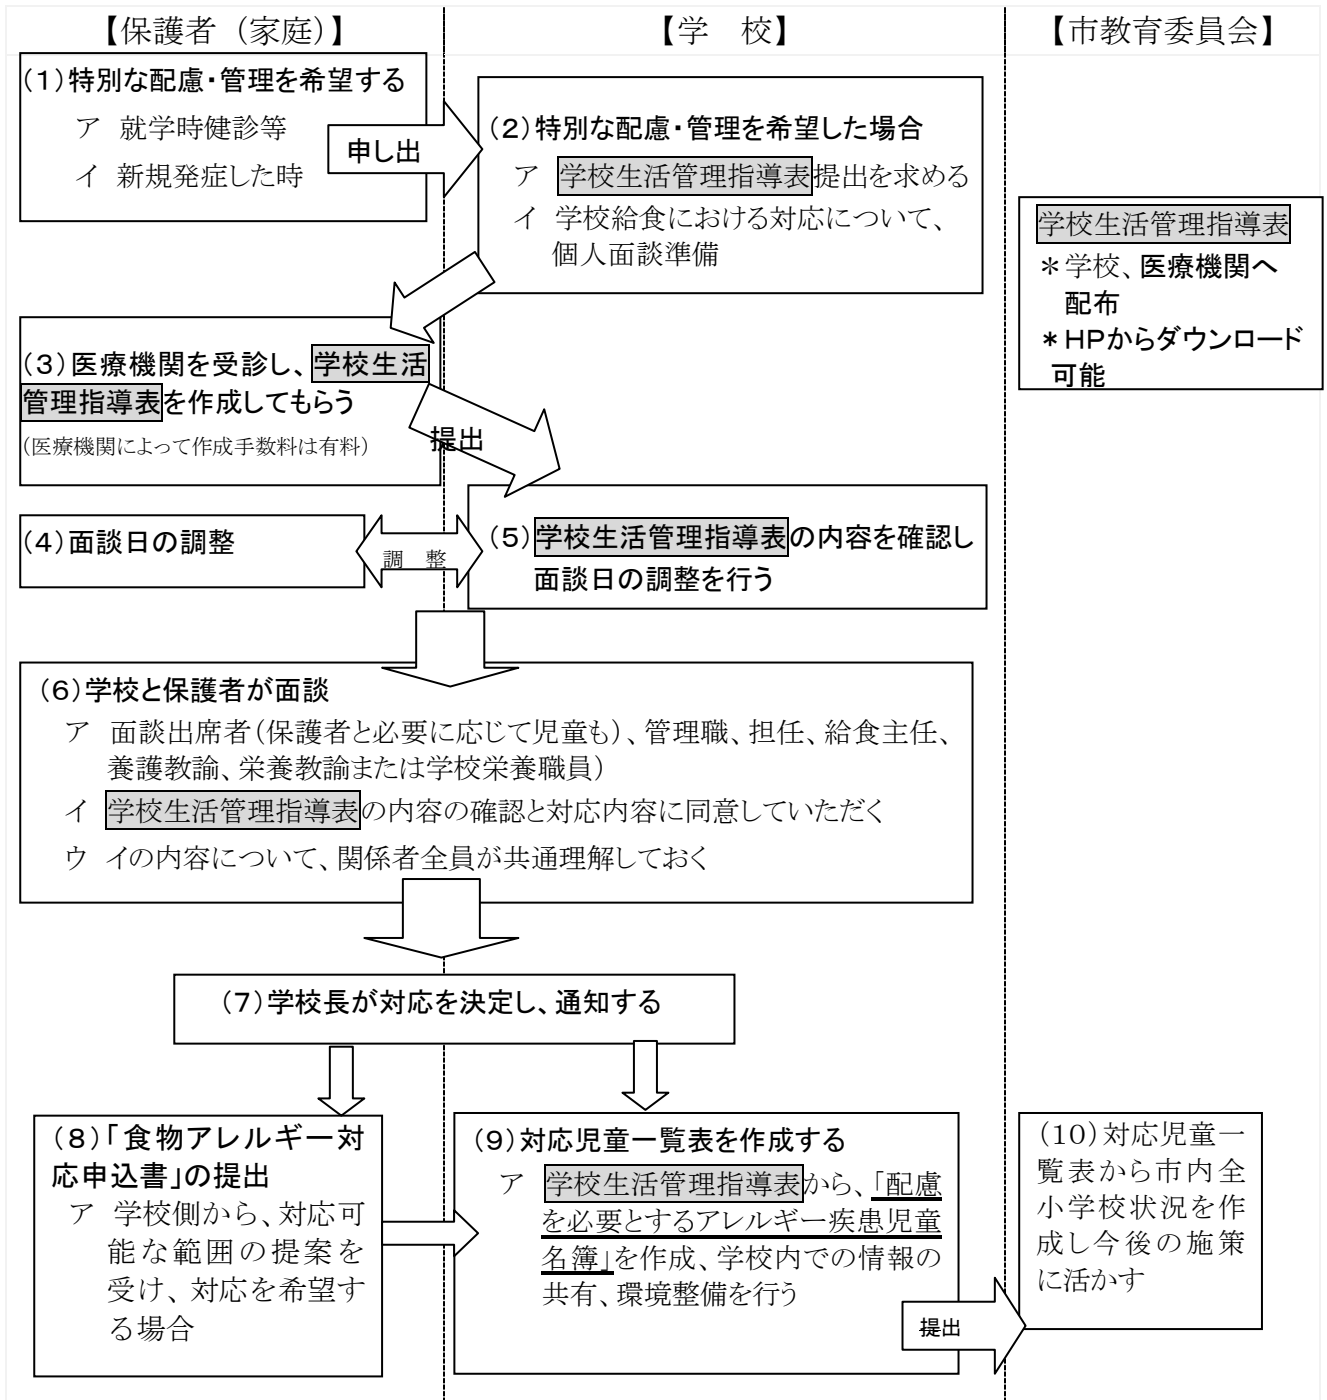 【保護者（家庭）】
【学　校】
【市教育委員会】
（１）特別な配慮・管理を希望する
ア　就学時健診等
イ　新規発症した時
申し出
（２）特別な配慮・管理を希望した場合
ア　学校生活管理指導表提出を求める
イ　学校給食における対応について、
個人面談準備
学校生活管理指導表
＊学校、医療機関へ
配布
＊HPからダウンロード
可能
（３）医療機関を受診し、学校生活
管理指導表を作成してもらう
（医療機関によって作成手数料は有料）
提出
（４）面談日の調整
調　整
（５）学校生活管理指導表の内容を確認し
面談日の調整を行う
（６）学校と保護者が面談
ア　面談出席者（保護者と必要に応じて児童も）、管理職、担任、給食主任、
養護教諭、栄養教諭または学校栄養職員）
イ　学校生活管理指導表の内容の確認と対応内容に同意していただく
ウ　イの内容について、関係者全員が共通理解しておく
（７）学校長が対応を決定し、通知する
（８）「食物アレルギー対
応申込書」の提出
ア　学校側から、対応可
能な範囲の提案を
受け、対応を希望す
る場合
（９）対応児童一覧表を作成する
ア　学校生活管理指導表から、「配慮
を必要とするアレルギー疾患児童
名簿」を作成、学校内での情報の
共有、環境整備を行う
提出
（１０）対応児童一
覧表から市内全
小学校状況を作
成し今後の施策
に活かす